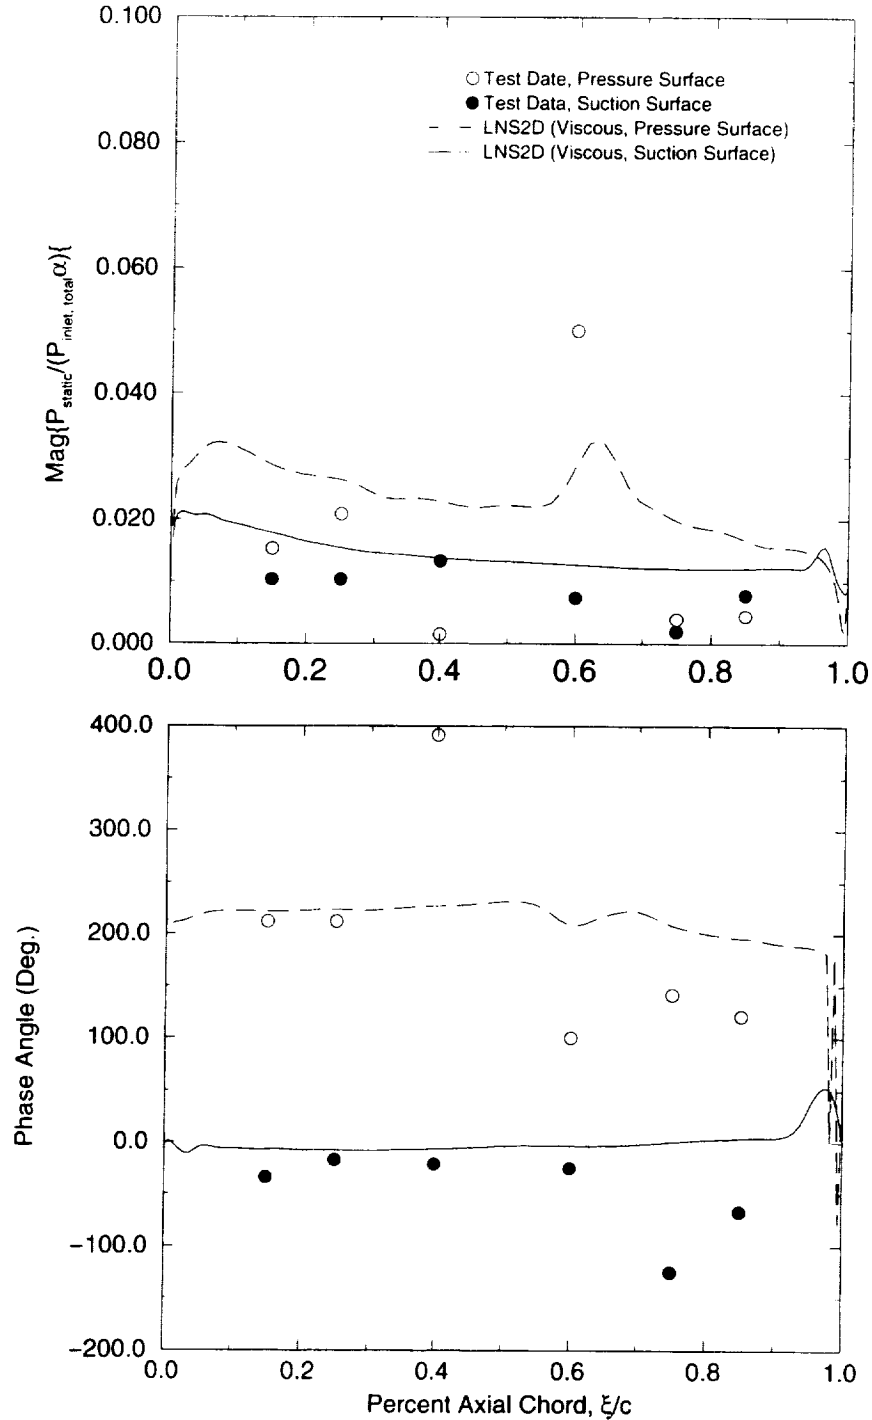 0.100
Test Date, Pressure Surface
Test Data, Suction Surface
LNS2D (Viscous, Pressure Surface)
LNS2D (Viscous, Suction Surface)
0.080
0.060
0.040
0.020
0.000
Mag{P_static/(P_inlet, total α){
0.0 0.2 0.4 0.6 0.8 1.0
400.0
300.0
200.0
100.0
0.0
−100.0
−200.0
Phase Angle (Deg.)
0.0 0.2 0.4 0.6 0.8 1.0
Percent Axial Chord, ξ/c